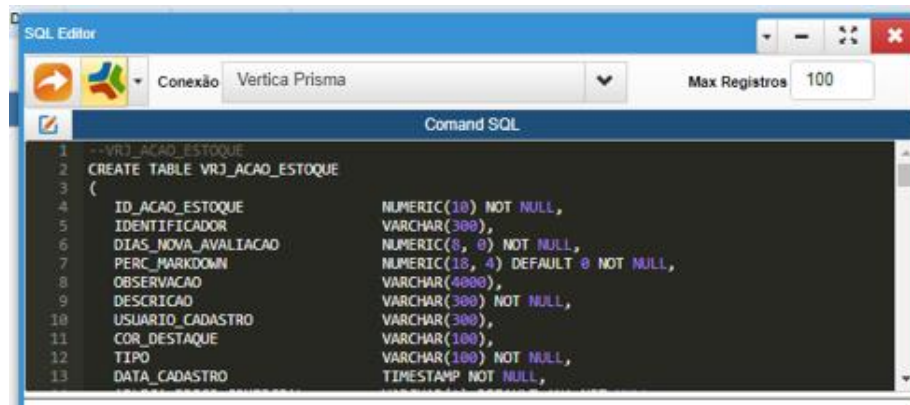 SQL Editor
Conexão Vertica Prisma Max Registros 100
Comand SQL
1 --VRJ_ACAO_ESTOQUE
2 CREATE TABLE VRJ_ACAO_ESTOQUE
3 (
4 ID_ACAO_ESTOQUE NUMERIC(10) NOT NULL,
5 IDENTIFICADOR VARCHAR(300),
6 DIAS_NOVA_AVALIACAO NUMERIC(8, 0) NOT NULL,
7 PERC_MARKDOWN NUMERIC(18, 4) DEFAULT 0 NOT NULL,
8 OBSERVACAO VARCHAR(4000),
9 DESCRICAO VARCHAR(300) NOT NULL,
10 USUARIO_CADASTRO VARCHAR(300),
11 COR_DESTAQUE VARCHAR(100),
12 TIPO VARCHAR(100) NOT NULL,
13 DATA_CADASTRO TIMESTAMP NOT NULL,